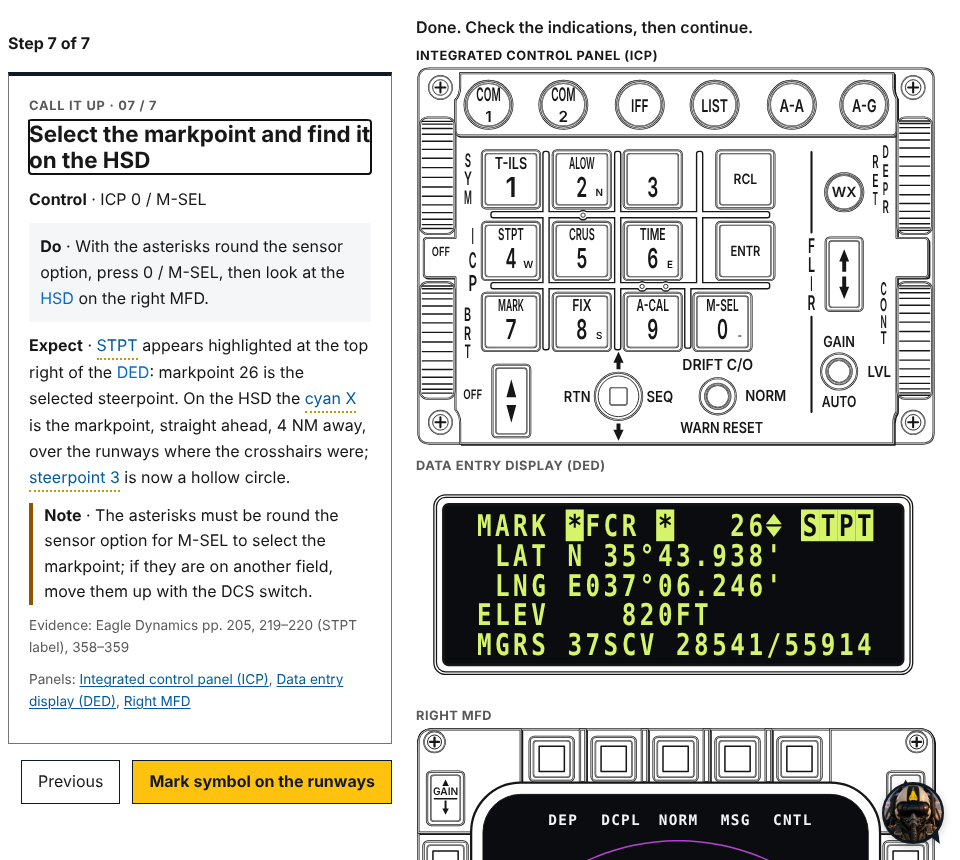 Step 7 of 7
CALL IT UP · 07 / 7
Select the markpoint and find it
on the HSD
Control · ICP 0 / M-SEL
Do · With the asterisks round the sensor
option, press 0 / M-SEL, then look at the
HSD on the right MFD.
Expect · STPT appears highlighted at the top
right of the DED: markpoint 26 is the
selected steerpoint. On the HSD the cyan X
is the markpoint, straight ahead, 4 NM away,
over the runways where the crosshairs were;
steerpoint 3 is now a hollow circle.
Note · The asterisks must be round the
sensor option for M-SEL to select the
markpoint; if they are on another field,
move them up with the DCS switch.
Evidence: Eagle Dynamics pp. 205, 219–220 (STPT
label), 358–359
Panels: Integrated control panel (ICP), Data entry
display (DED), Right MFD
Previous
Mark symbol on the runways
Done. Check the indications, then continue.
INTEGRATED CONTROL PANEL (ICP)
COM 1
COM 2
IFF
LIST
A-A
A-G
SYM
T-ILS 1
ALOW 2 N
3
RCL
RET
DEPR
WX
OFF
ICP
STPT 4 W
CRUS 5
TIME 6 E
ENTR
FLIR
BRT
MARK 7
FIX 8 S
A-CAL 9
M-SEL 0 -
CONT
GAIN
LVL
AUTO
OFF
RTN
SEQ
DRIFT C/O
NORM
WARN RESET
DATA ENTRY DISPLAY (DED)
MARK *FCR * 26 STPT
LAT N 35°43.938'
LNG E037°06.246'
ELEV 820FT
MGRS 37SCV 28541/55914
RIGHT MFD
GAIN
DEP DCPL NORM MSG CNTL